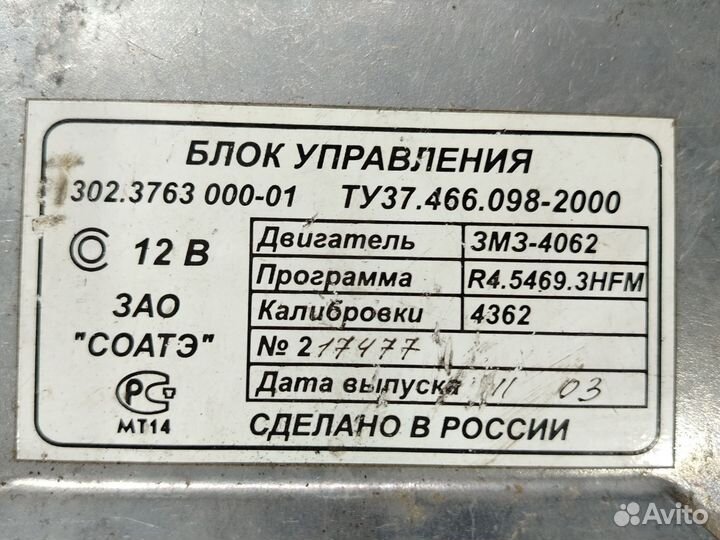 БЛОК УПРАВЛЕНИЯ
302.3763 000-01 ТУ37.466.098-2000
12 В
ЗАО
"СОАТЭ"
РС
МТ14
Двигатель ЗМЗ-4062
Программа R4.5469.3HFM
Калибровки 4362
№ 217477
Дата выпуска 11 03
СДЕЛАНО В РОССИИ
Avito